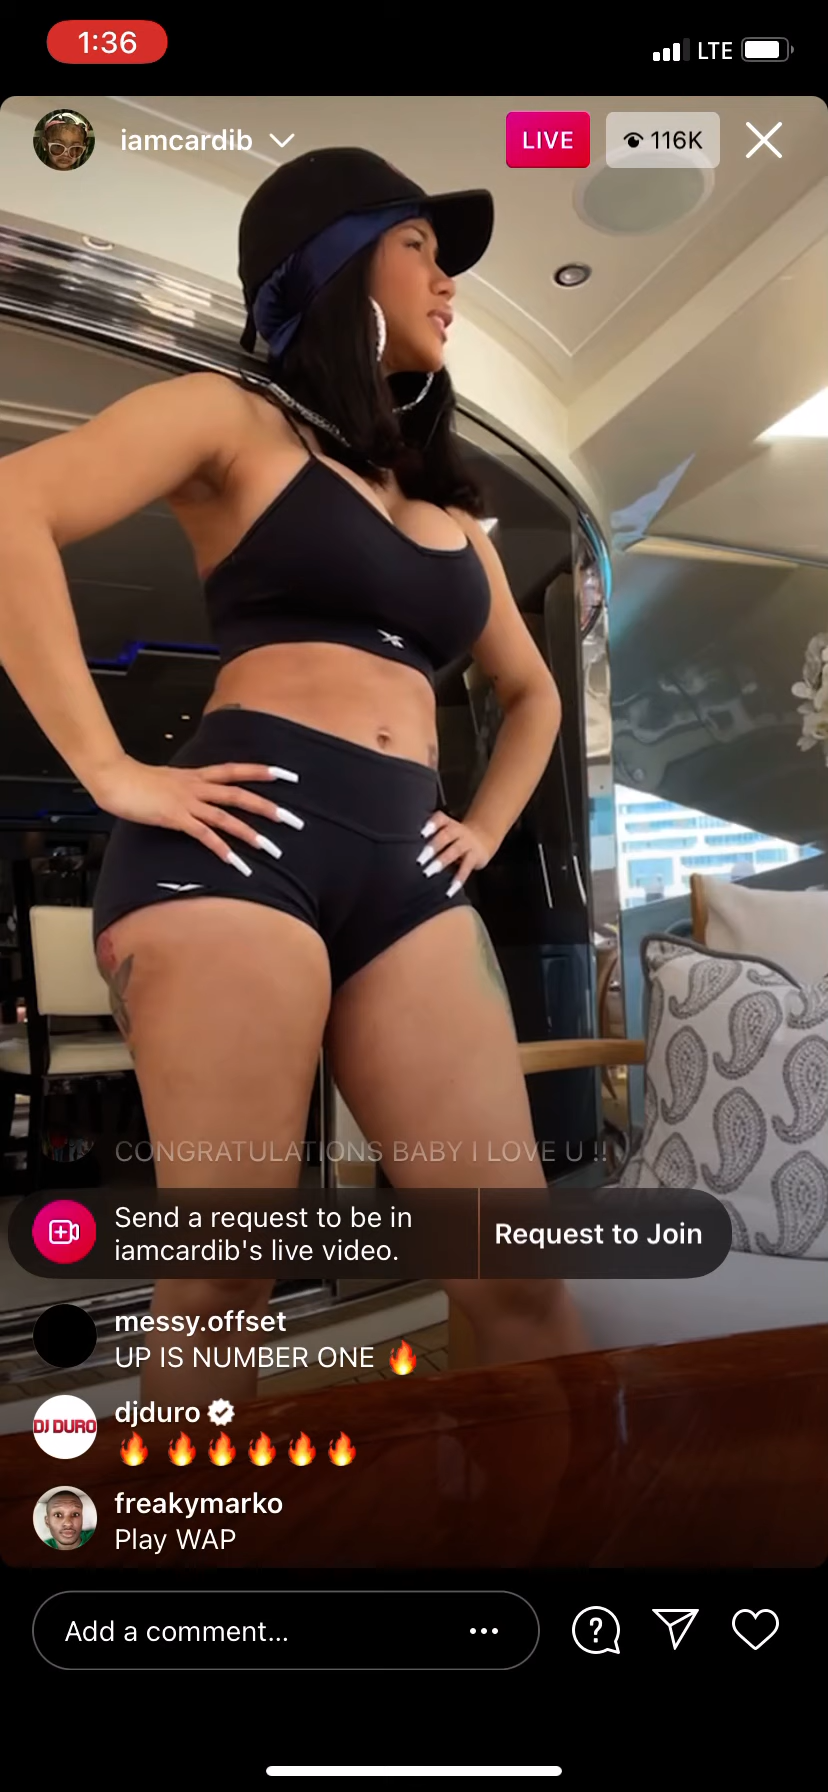 1:36
LTE
iamcardib
LIVE
116K
CONGRATULATIONS BABY I LOVE U !!
Send a request to be in
iamcardib's live video.
Request to Join
messy.offset
UP IS NUMBER ONE 🔥
DJ DURO
djduro
🔥 🔥🔥🔥🔥🔥
freakymarko
Play WAP
Add a comment...